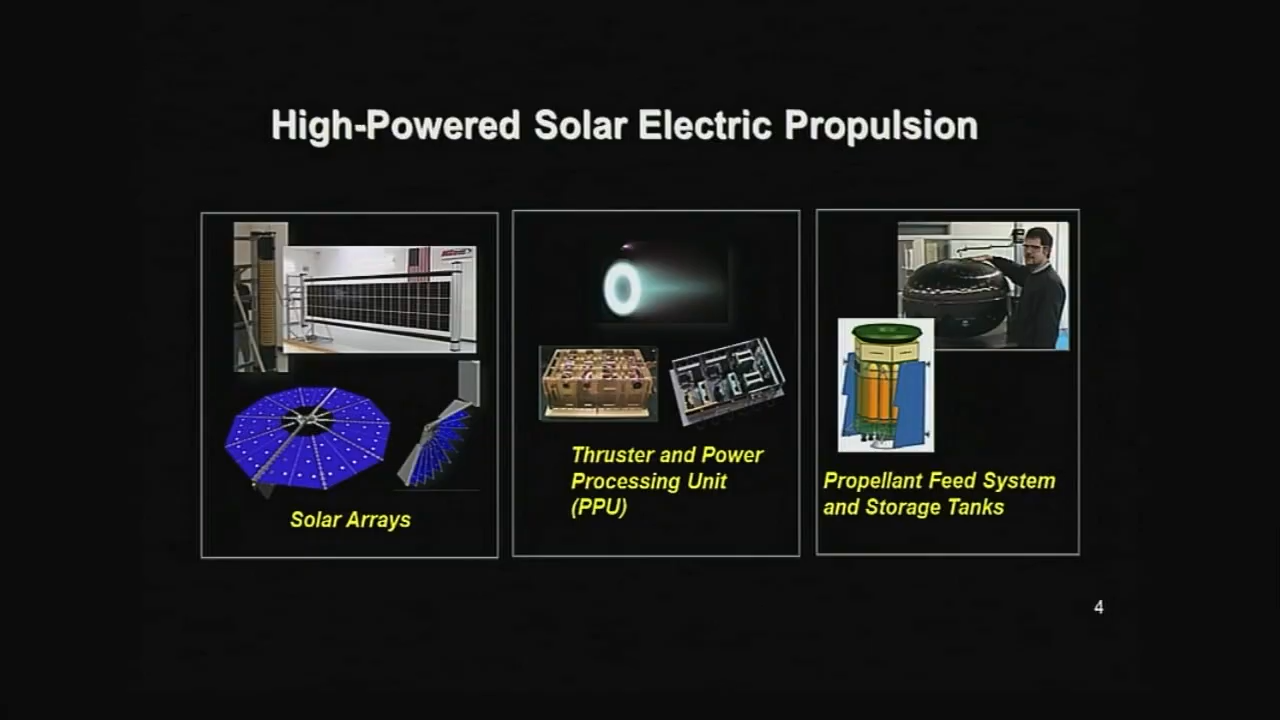 High-Powered Solar Electric Propulsion
Solar Arrays
Thruster and Power
Processing Unit
(PPU)
Propellant Feed System
and Storage Tanks
4